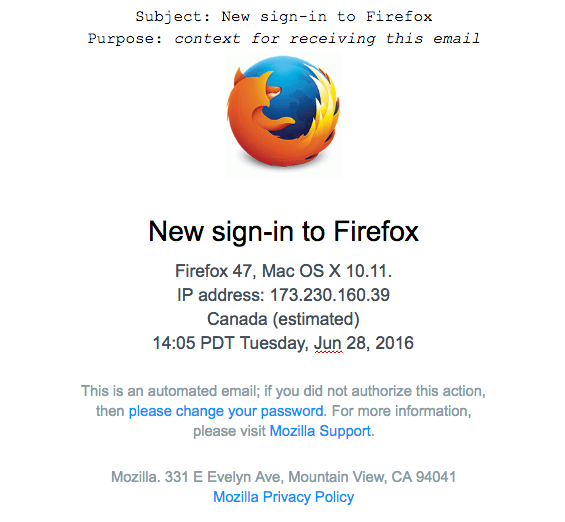 Subject: New sign-in to Firefox
Purpose: context for receiving this email
New sign-in to Firefox
Firefox 47, Mac OS X 10.11.
IP address: 173.230.160.39
Canada (estimated)
14:05 PDT Tuesday, Jun 28, 2016
This is an automated email; if you did not authorize this action,
then please change your password. For more information,
please visit Mozilla Support.
Mozilla. 331 E Evelyn Ave, Mountain View, CA 94041
Mozilla Privacy Policy